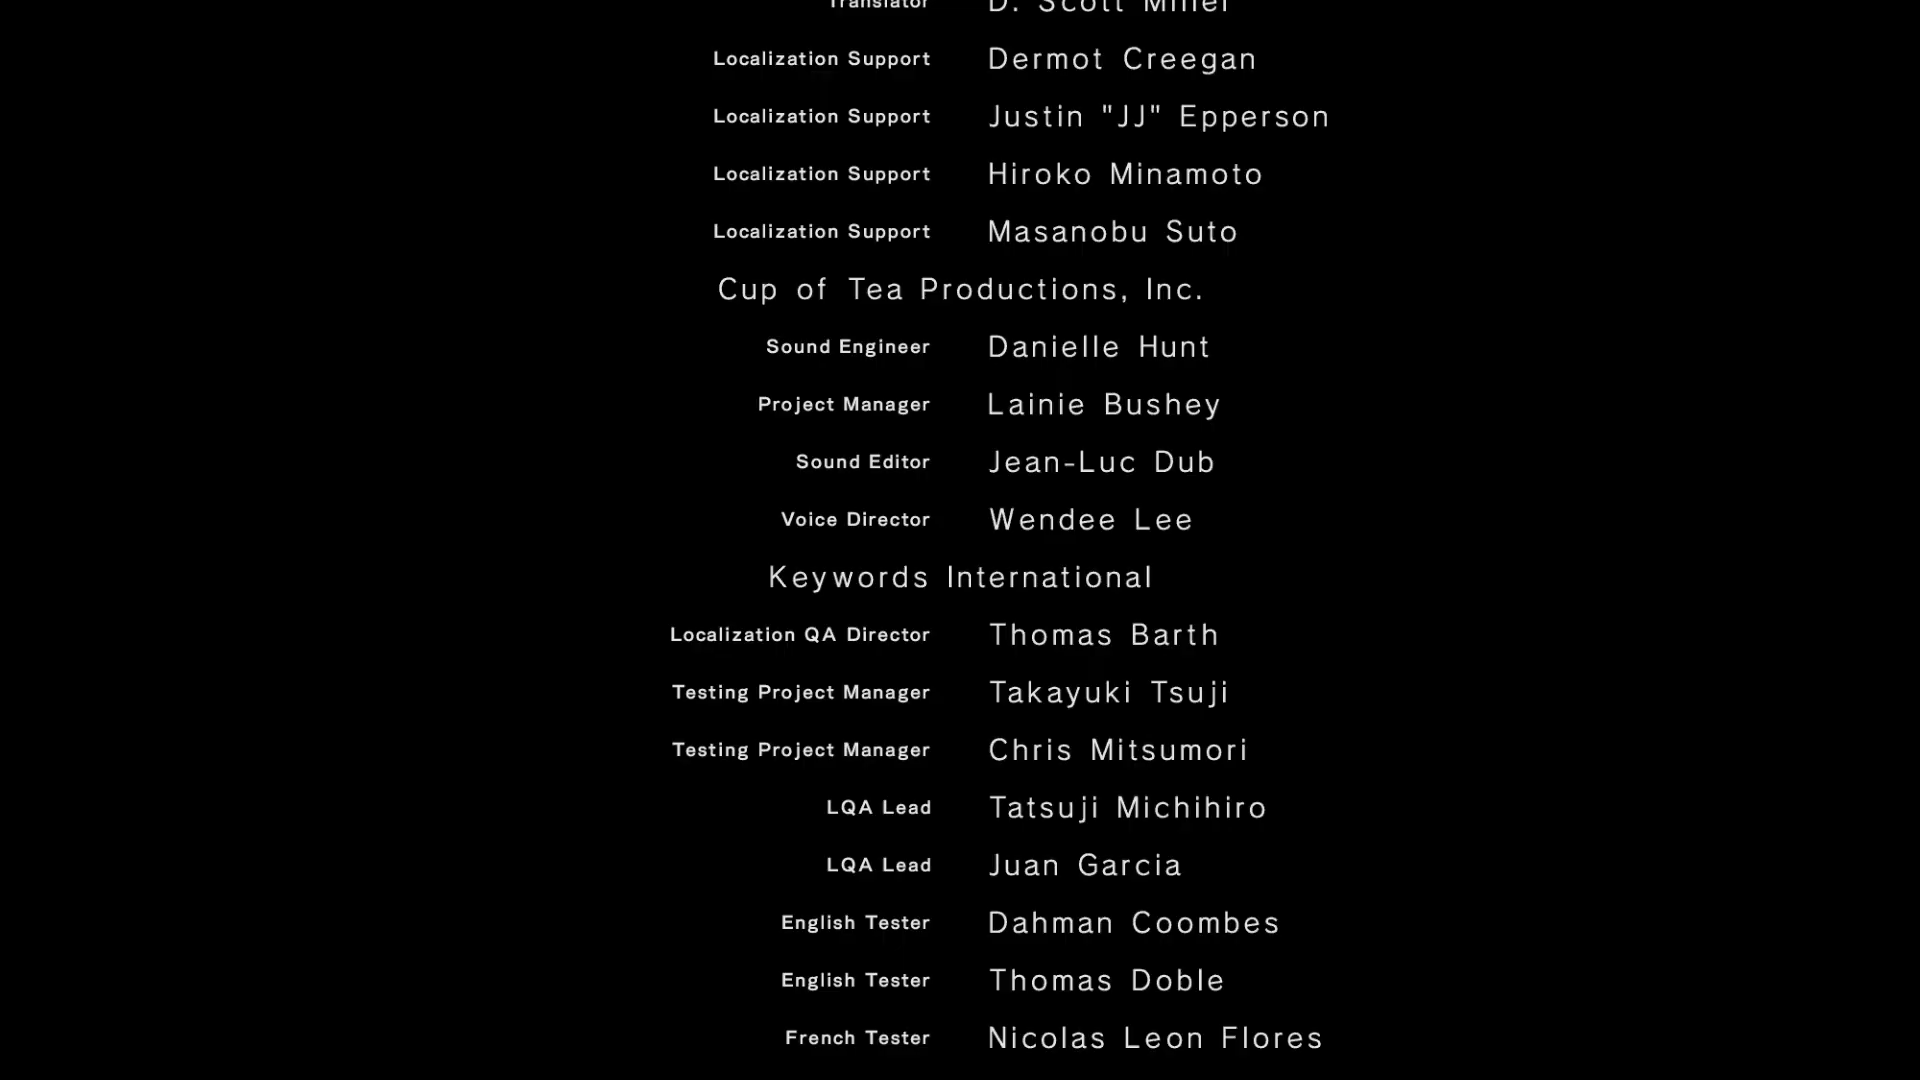 Translator D. Scott Miller
Localization Support Dermot Creegan
Localization Support Justin "JJ" Epperson
Localization Support Hiroko Minamoto
Localization Support Masanobu Suto
Cup of Tea Productions, Inc.
Sound Engineer Danielle Hunt
Project Manager Lainie Bushey
Sound Editor Jean-Luc Dub
Voice Director Wendee Lee
Keywords International
Localization QA Director Thomas Barth
Testing Project Manager Takayuki Tsuji
Testing Project Manager Chris Mitsumori
LQA Lead Tatsuji Michihiro
LQA Lead Juan Garcia
English Tester Dahman Coombes
English Tester Thomas Doble
French Tester Nicolas Leon Flores